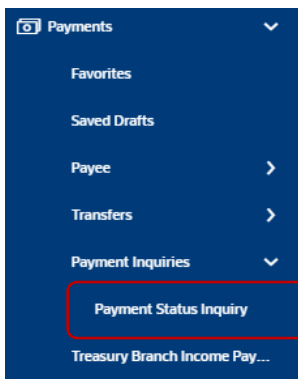 Payments
Favorites
Saved Drafts
Payee
Transfers
Payment Inquiries
Payment Status Inquiry
Treasury Branch Income Pay...